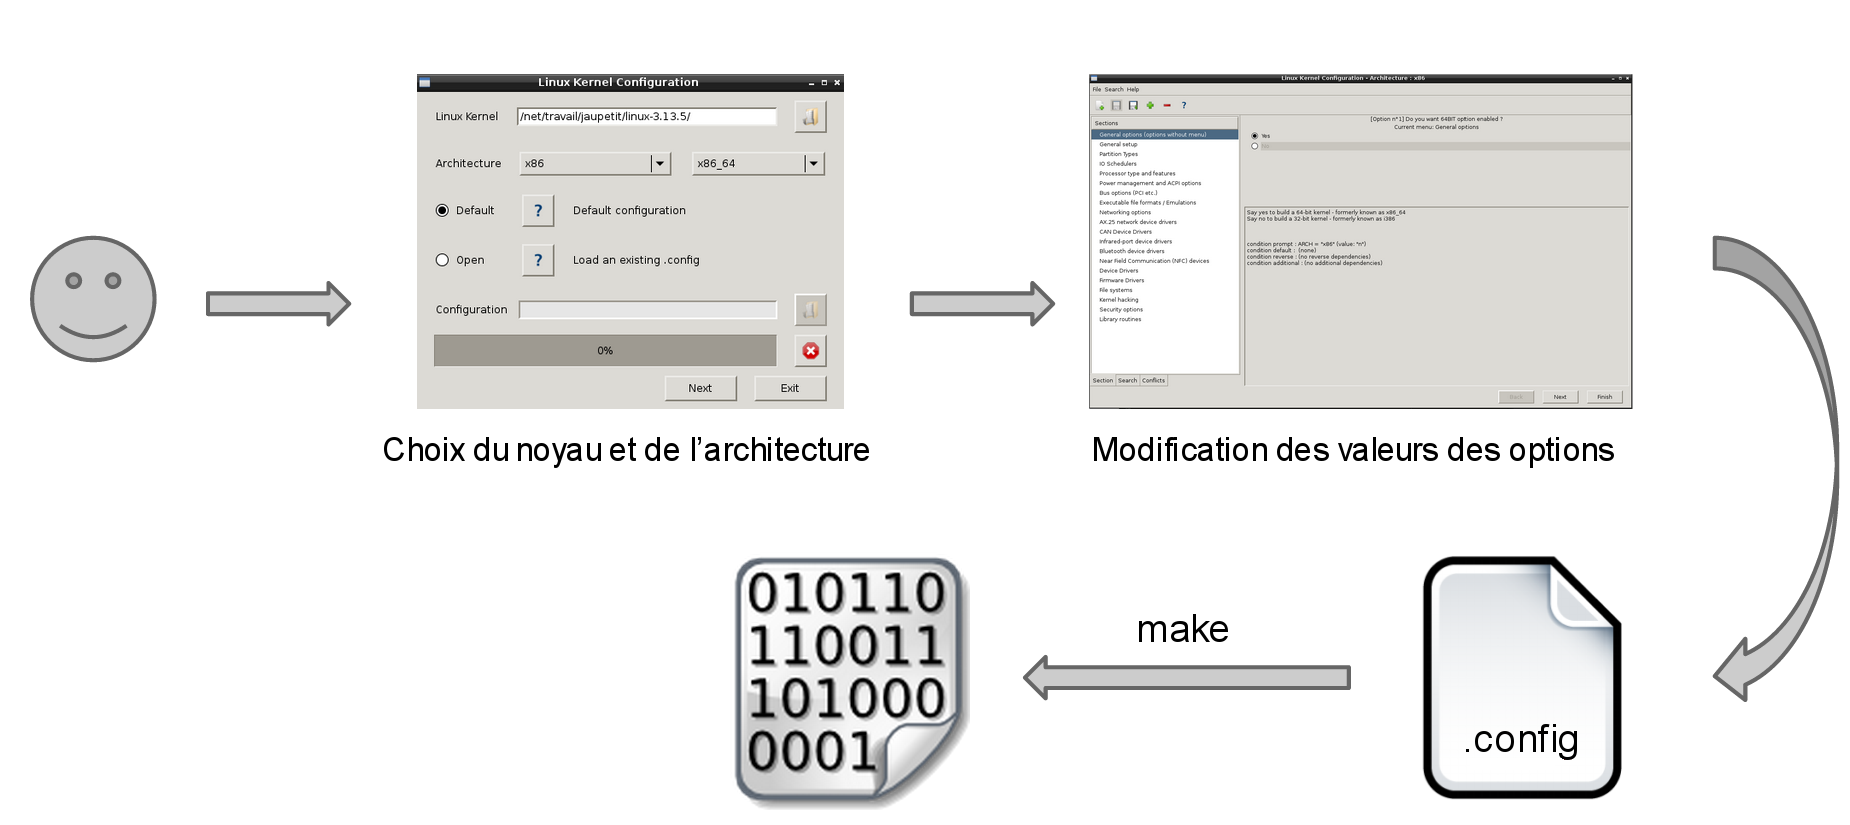 Linux Kernel Configuration
Linux Kernel /net/travail/jaupetit/linux-3.13.5/
Architecture x86 x86_64
Default ? Default configuration
Open ? Load an existing .config
Configuration
0%
Next Exit
Choix du noyau et de l’architecture
Linux Kernel Configuration - Architecture : x86
File Search Help
?
Sections
General options (options without menu)
General setup
Partition Types
IO Schedulers
Processor type and features
Power management and ACPI options
Bus options (PCI etc.)
Executable file formats / Emulations
Networking options
AX.25 network device drivers
CAN Device Drivers
Infrared-port device drivers
Bluetooth device drivers
Near Field Communication (NFC) devices
Device Drivers
Firmware Drivers
File systems
Kernel hacking
Security options
Library routines
Section Search Conflicts
[Option n°1] Do you want 64BIT option enabled ?
Current menu: General options
Yes
No
Say yes to build a 64-bit kernel - formerly known as x86_64
Say no to build a 32-bit kernel - formerly known as i386
condition prompt : ARCH = "x86" (value: "n")
condition default : (none)
condition reverse : (no reverse dependencies)
condition additional : (no additional dependencies)
Back Next Finish
Modification des valeurs des options
.config
make
010110
110011
101000
0001